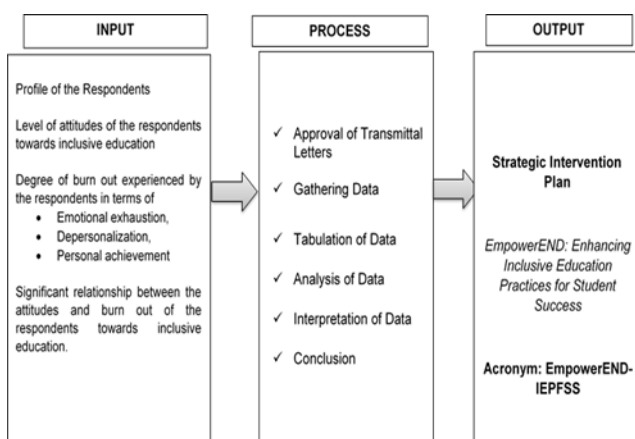 INPUT
Profile of the Respondents
Level of attitudes of the respondents
towards inclusive education
Degree of burn out experienced by
the respondents in terms of
• Emotional exhaustion,
• Depersonalization,
• Personal achievement
Significant relationship between the
attitudes and burn out of the
respondents towards inclusive
education.
PROCESS
✓ Approval of Transmittal
Letters
✓ Gathering Data
✓ Tabulation of Data
✓ Analysis of Data
✓ Interpretation of Data
✓ Conclusion
OUTPUT
Strategic Intervention
Plan
EmpowerEND: Enhancing
Inclusive Education
Practices for Student
Success
Acronym: EmpowerEND-
IEPFSS